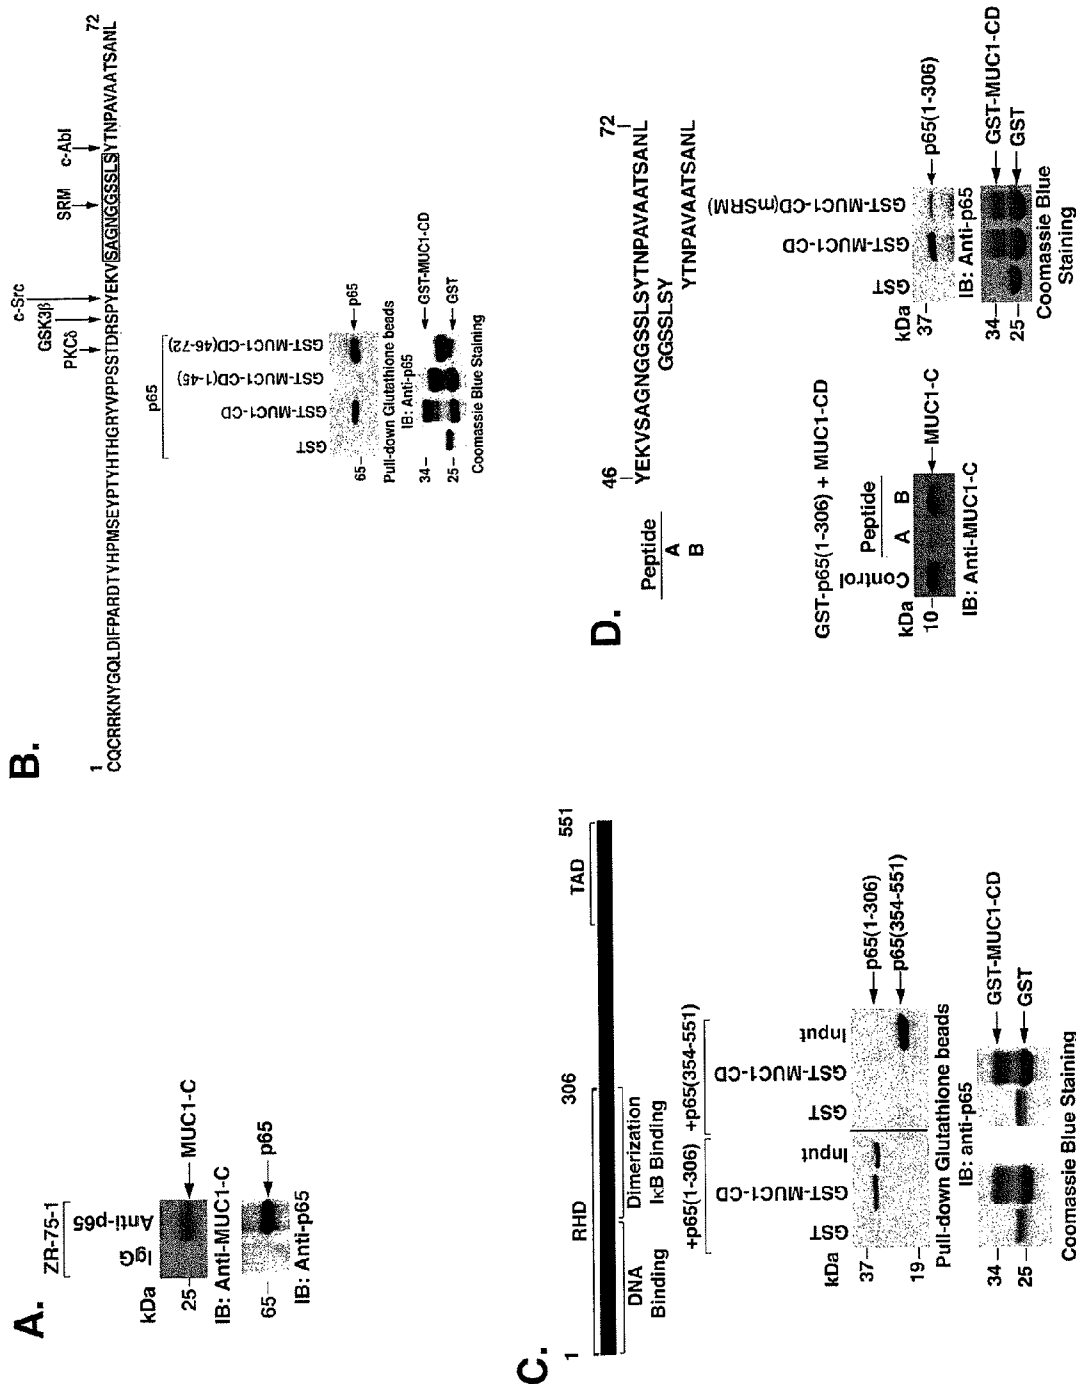 A.
ZR-75-1
IgG
Anti-p65
kDa
25
MUC1-C
IB: Anti-MUC1-C
65
p65
IB: Anti-p65
B.
c-Src
GSK3β
PKCδ
SRM
c-Abl
1
72
CQCRRKNYGQLDIFPARDTYHPMSEYPTYHTHGRYVPPSSTDRSPYEKVSAGNGGSSLSYTNPAVAATSANL
p65
GST
GST-MUC1-CD
GST-MUC1-CD(1-45)
GST-MUC1-CD(46-72)
65
p65
Pull-down Glutathione beads
IB: Anti-p65
34
GST-MUC1-CD
25
GST
Coomassie Blue Staining
C.
1
RHD
306
TAD
551
DNA
Binding
Dimerization
IκB Binding
+p65(1-306)
+p65(354-551)
GST
GST-MUC1-CD
Input
GST
GST-MUC1-CD
Input
kDa
37
p65(1-306)
p65(354-551)
19
Pull-down Glutathione beads
IB: anti-p65
34
GST-MUC1-CD
25
GST
Coomassie Blue Staining
D.
46
72
Peptide
YEKVSAGNGGSSLSYTNPAVAATSANL
A
GGSSLSY
B
YTNPAVAATSANL
GST-p65(1-306) + MUC1-CD
Control
Peptide
A
B
kDa
10
MUC1-C
IB: Anti-MUC1-C
GST
GST-MUC1-CD
GST-MUC1-CD(mSRM)
kDa
37
p65(1-306)
IB: Anti-p65
34
GST-MUC1-CD
25
GST
Coomassie Blue
Staining